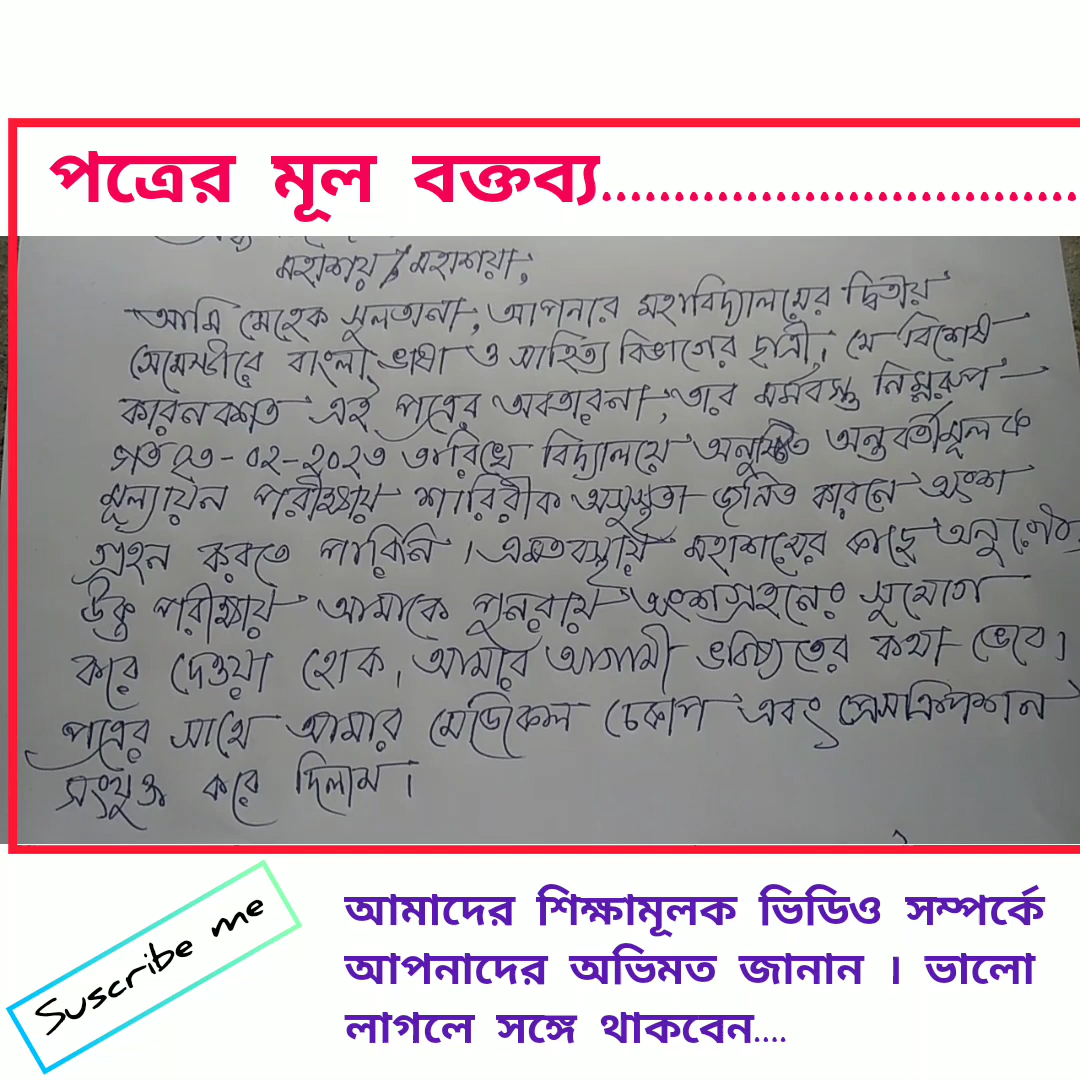 পত্রের মূল বক্তব্য.................................
মহাশয় / মহাশয়া,
আমি মেহেক সুলতানা, আপনার মহাবিদ্যালয়ের দ্বিতীয়
সেমেস্টারে বাংলা ভাষা ও সাহিত্য বিভাগের ছাত্রী। যে বিশেষ
কারনবশত এই পত্রের অবতারনা, তার মর্মবস্তু নিম্নরূপ —
গত ২৩-০২-২০২৩ তারিখে বিদ্যালয়ে অনুষ্ঠিত অন্তবর্তীমূলক
মূল্যায়ন পরীক্ষায় শারিরীক অসুস্থতা জনিত কারনে অংশ
গ্রহন করতে পারিনি। এমতবস্থায় মহাশয়ের কাছে অনুরোধ,
উক্ত পরীক্ষায় আমাকে পুনরায় অংশগ্রহনের সুযোগ
করে দেওয়া হোক, আমার আগামী ভবিষ্যতের কথা ভেবে।
পত্রের সাথে আমার মেডিকেল চেকাপ এবং প্রেসক্রিপশান
সংযুক্ত করে দিলাম।
Suscribe me
আমাদের শিক্ষামূলক ভিডিও সম্পর্কে
আপনাদের অভিমত জানান । ভালো
লাগলে সঙ্গে থাকবেন....